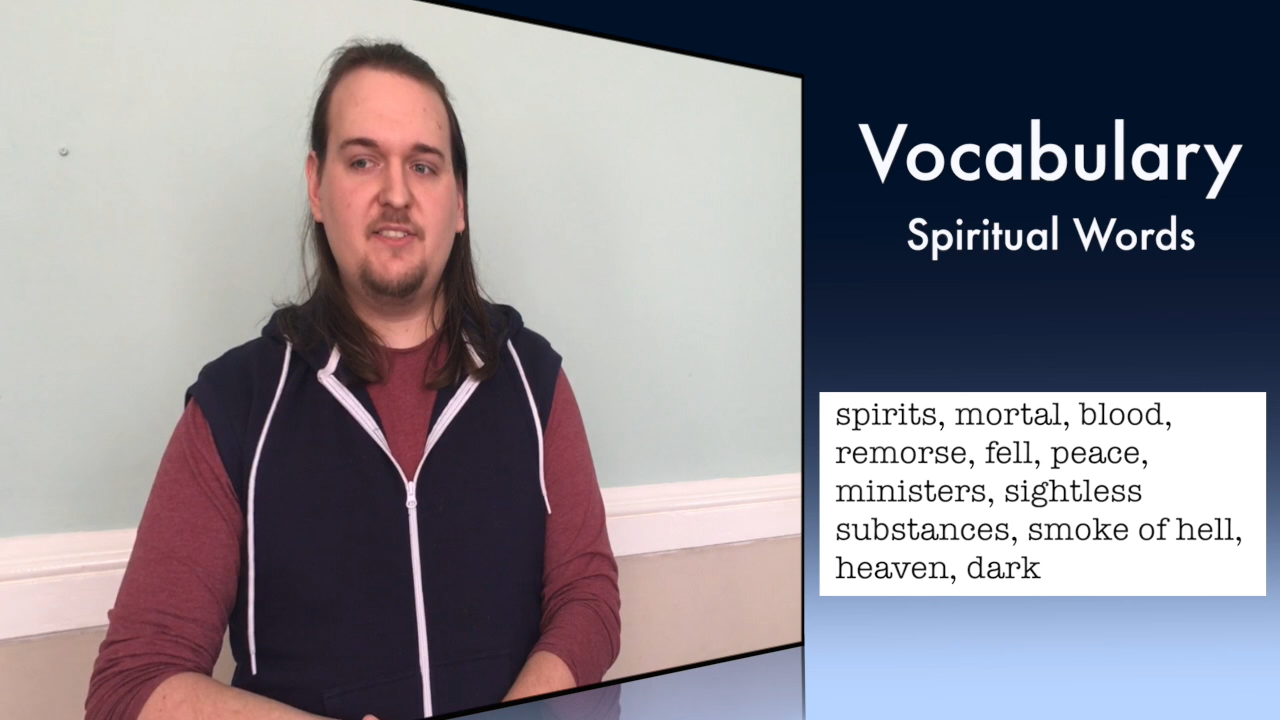 Vocabulary
Spiritual Words
spirits, mortal, blood,
remorse, fell, peace,
ministers, sightless
substances, smoke of hell,
heaven, dark